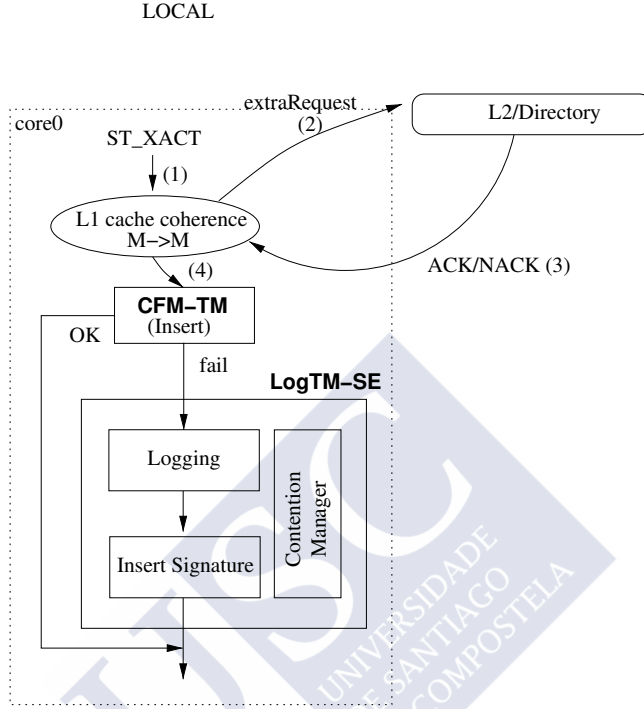 LOCAL
extraRequest
(2)
L2/Directory
core0
ST_XACT
(1)
L1 cache coherence
M->M
ACK/NACK (3)
(4)
CFM-TM
(Insert)
OK
fail
LogTM-SE
Logging
Insert Signature
Contention
Manager
USC
UNIVERSIDADE
DE SANTIAGO
DE COMPOSTELA